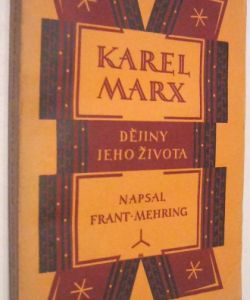 KAREL
MARX
DĚJINY
JEHO ŽIVOTA
NAPSAL
FRANT·MEHRING